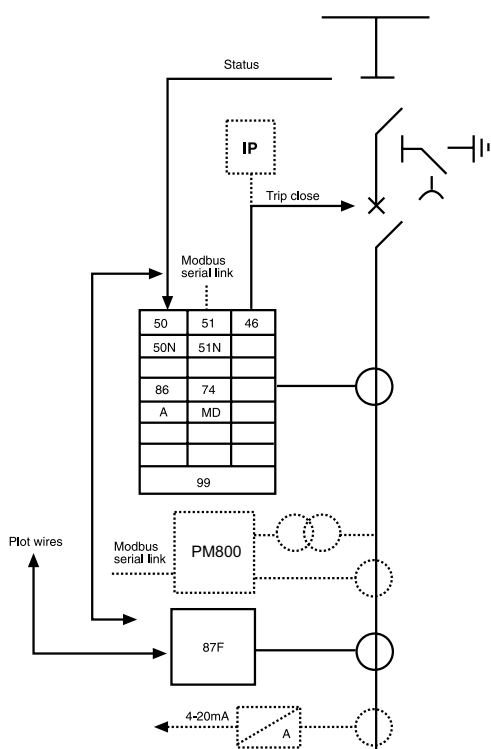 Status
IP
Trip close
Modbus
serial link
50 51 46
50N 51N
86 74
A MD
99
PM800
Plot wires
Modbus
serial link
87F
4-20mA
A